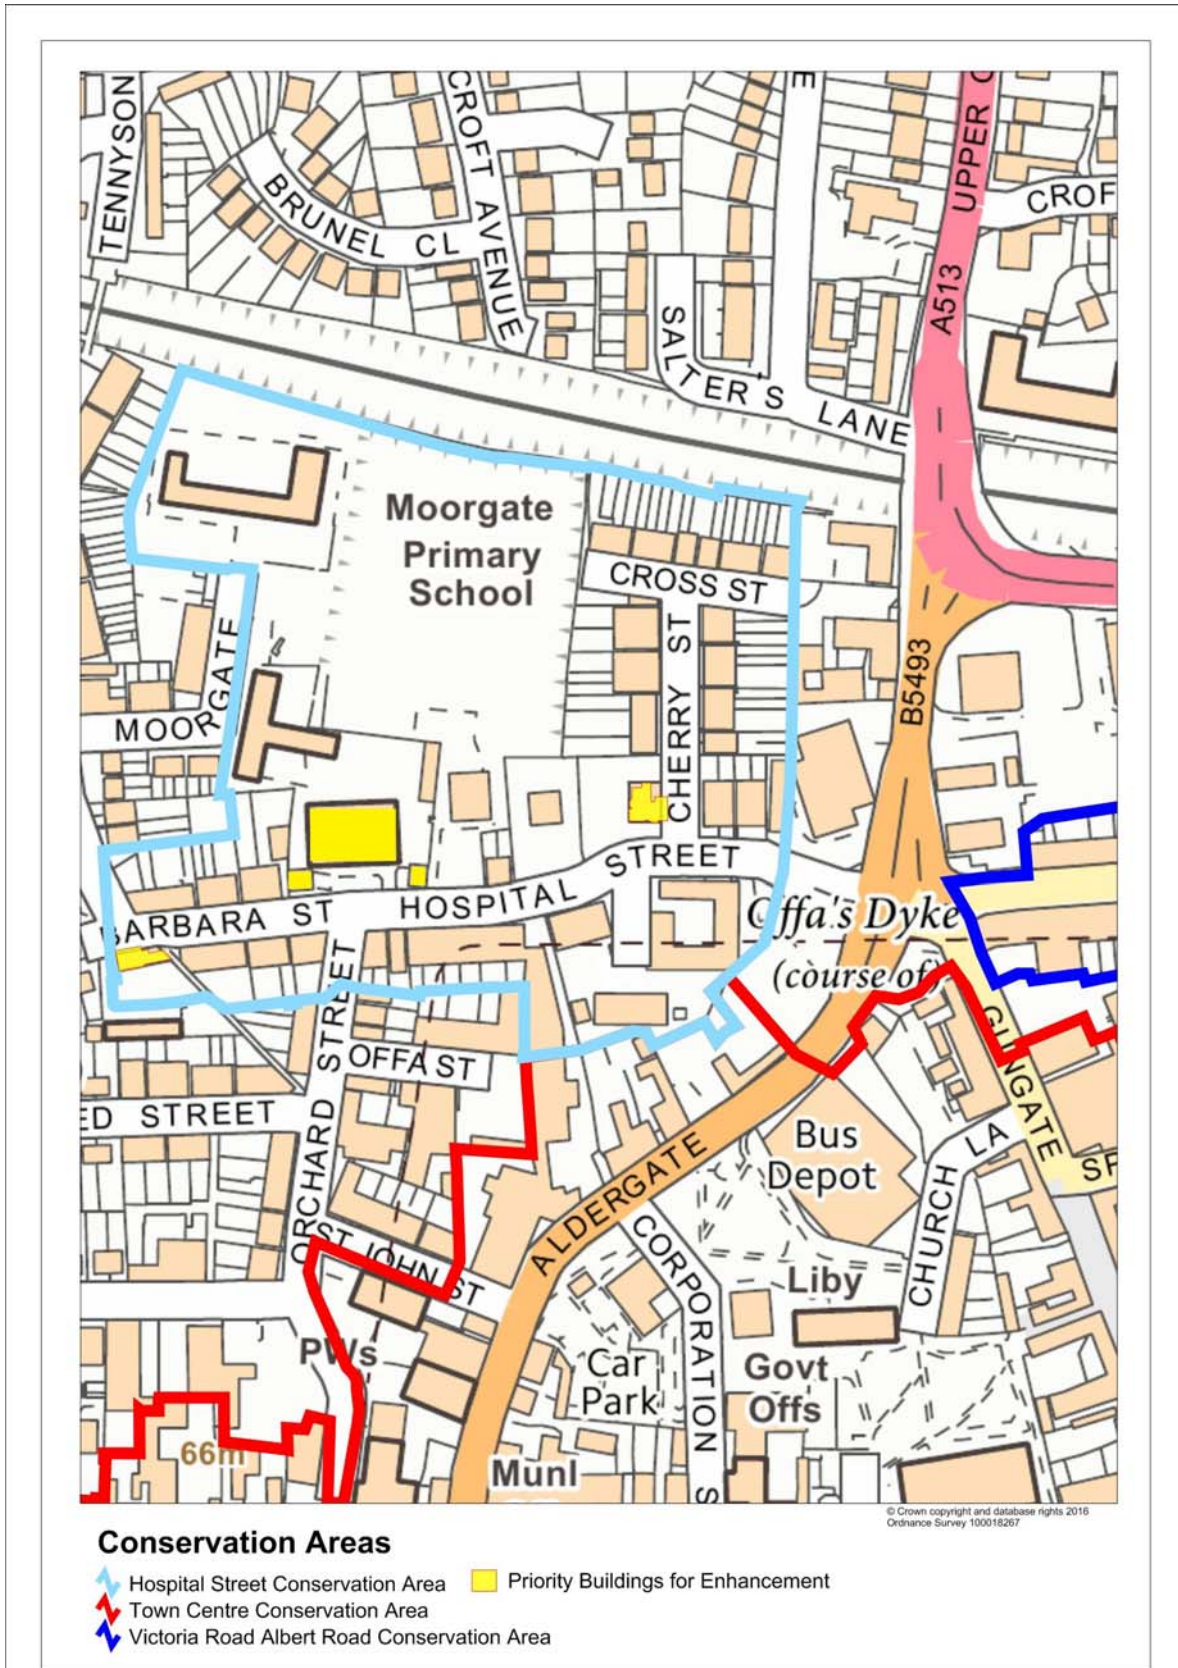 TENNYSON
CROFT AVENUE
E
UPPER C
CROF
BRUNEL CL
A513
SALTER'S LANE
Moorgate
Primary
School
CROSS ST
CHERRY ST
B5493
MOORGATE
STREET
HOSPITAL
BARBARA ST
Offa's Dyke
(course of)
ORCHARD STREET
OFFA ST
GUNGATE
ED STREET
Bus
Depot
CHURCH LA
SP
ALDERGATE
ST JOHN ST
CORPORATION S
Liby
PWs
Car
Park
Govt
Offs
66m
Munl
© Crown copyright and database rights 2016
Ordnance Survey 100018267
Conservation Areas
Hospital Street Conservation Area
Priority Buildings for Enhancement
Town Centre Conservation Area
Victoria Road Albert Road Conservation Area